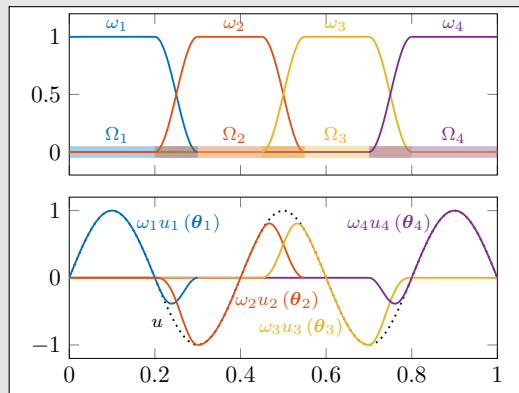 1 ω₁ ω₂ ω₃ ω₄
0.5
0 Ω₁ Ω₂ Ω₃ Ω₄
1 ω₁u₁ (θ₁) ω₄u₄ (θ₄)
0
ω₂u₂ (θ₂)
u ω₃u₃ (θ₃)
−1
0 0.2 0.4 0.6 0.8 1